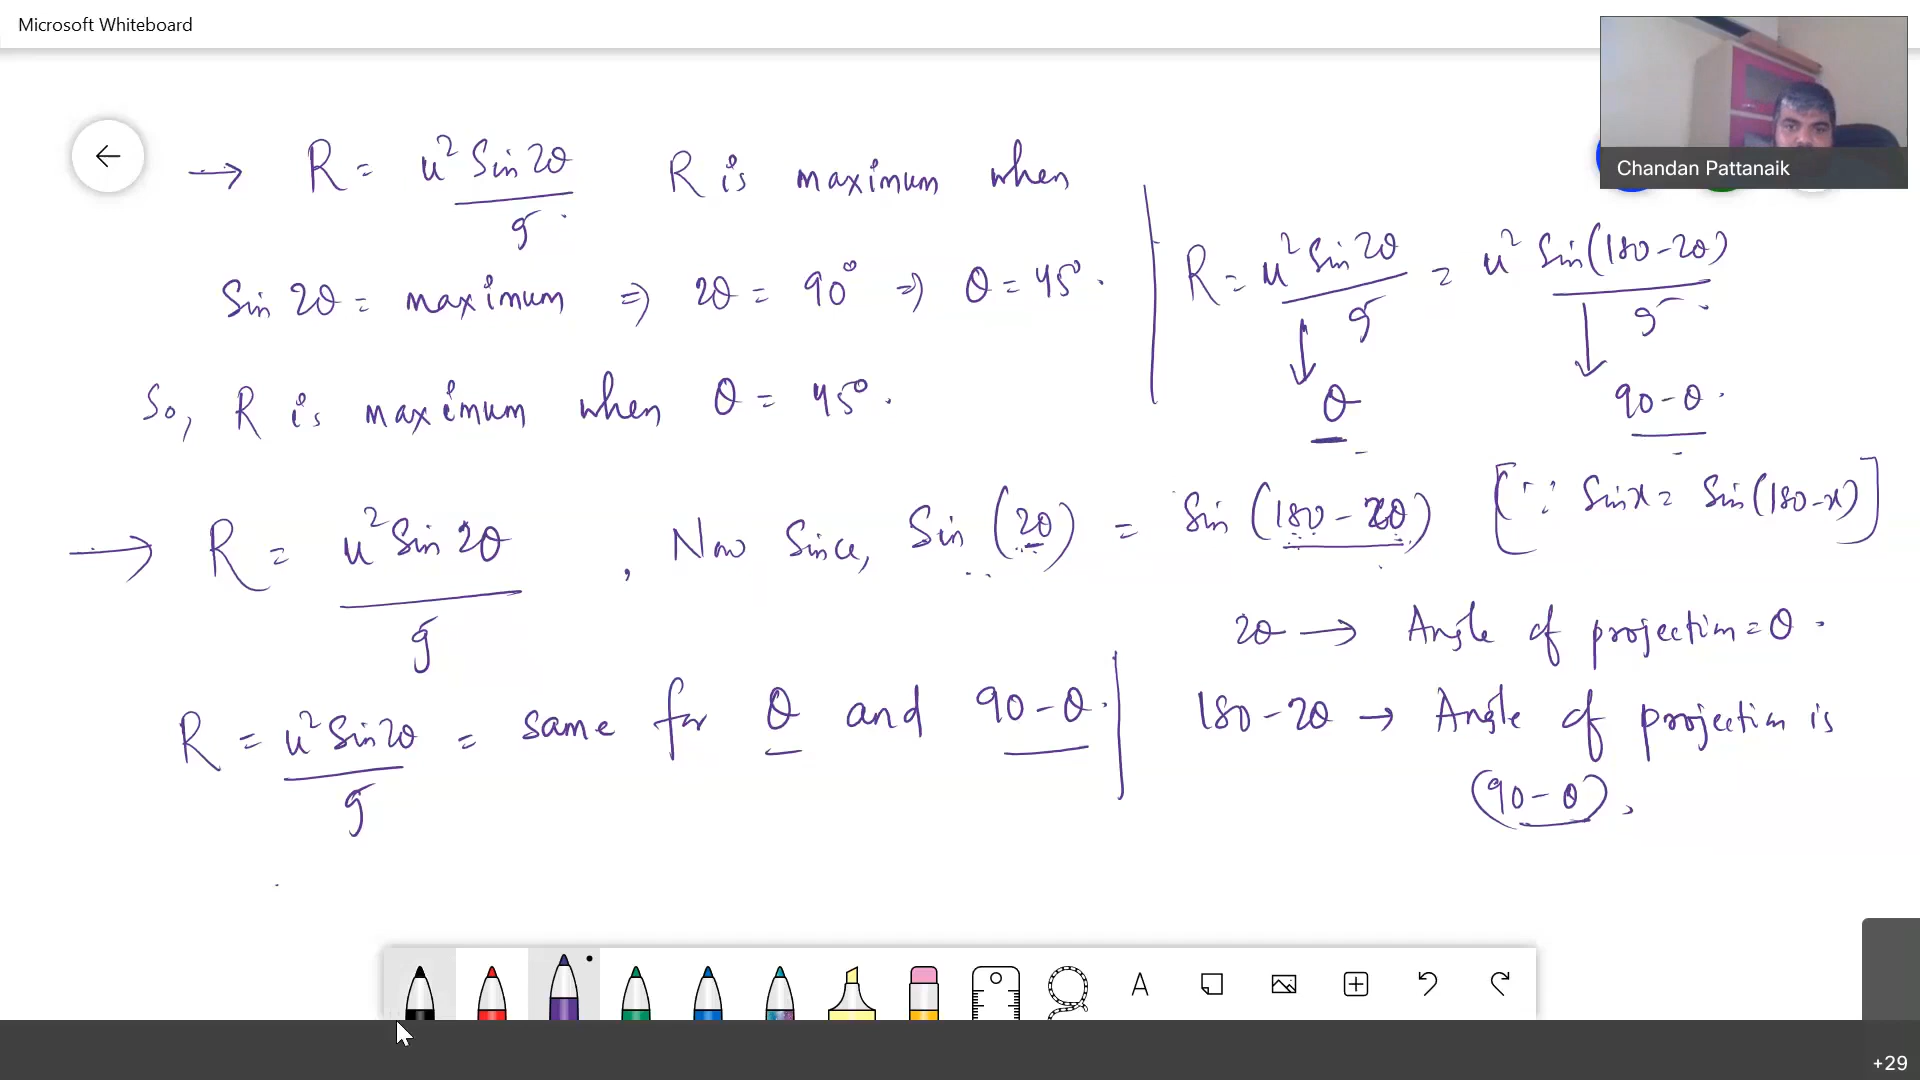 Microsoft Whiteboard
Chandan Pattanaik
→ R = u² Sin 2θ / g R is maximum when
Sin 2θ = maximum ⇒ 2θ = 90° ⇒ θ = 45°.
So, R is maximum when θ = 45°.
R = u² Sin 2θ / g = u² Sin(180-2θ) / g
↓ θ ↓ 90-θ.
→ R = u² Sin 2θ / g , Now Since, Sin (2θ) = Sin (180-2θ) [∵ Sinx = Sin(180-x)]
2θ → Angle of projection = θ.
R = u² Sin 2θ / g = same for θ and 90-θ.
180-2θ → Angle of projection is
(90-θ),
A
+29